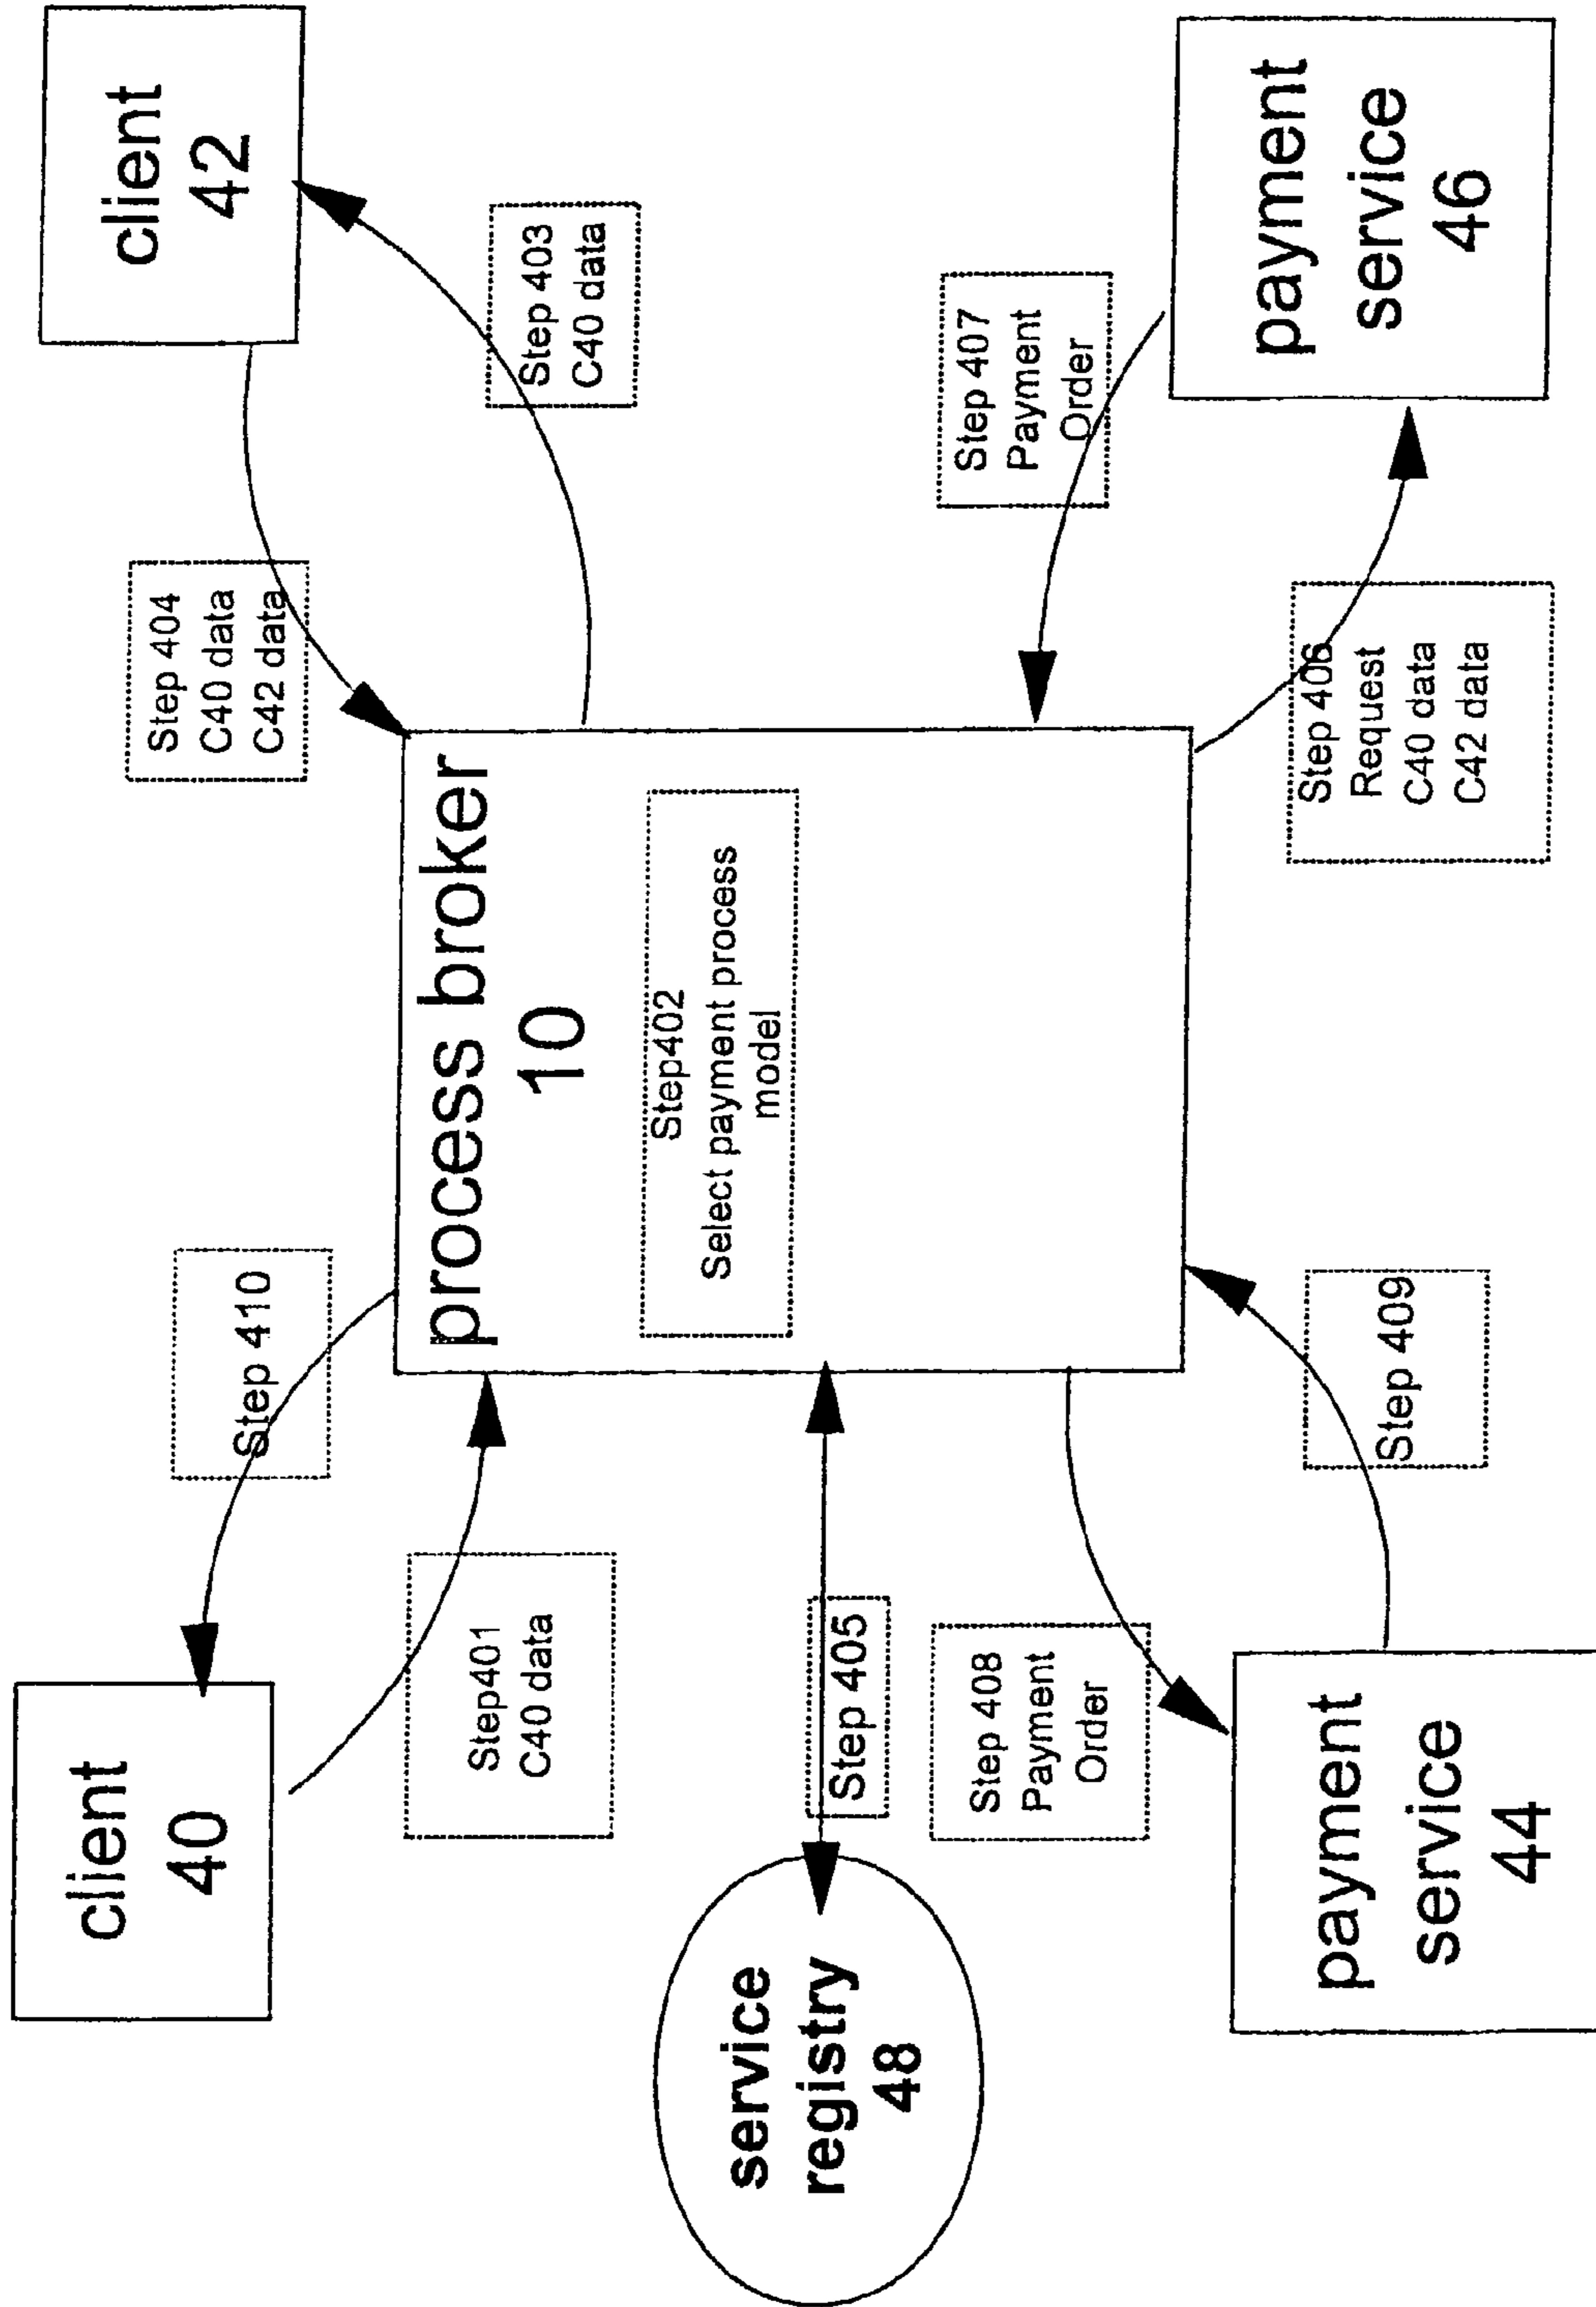 client
40
Step 410
Step401
C40 data
client
42
Step 404
C40 data
C42 data
Step 403
C40 data
process broker
10
Step402
Select payment process
model
service
registry
48
Step 405
Step 408
Payment
Order
Step 407
Payment
Order
payment
service
44
Step 409
Step 406
Request
C40 data
C42 data
payment
service
46